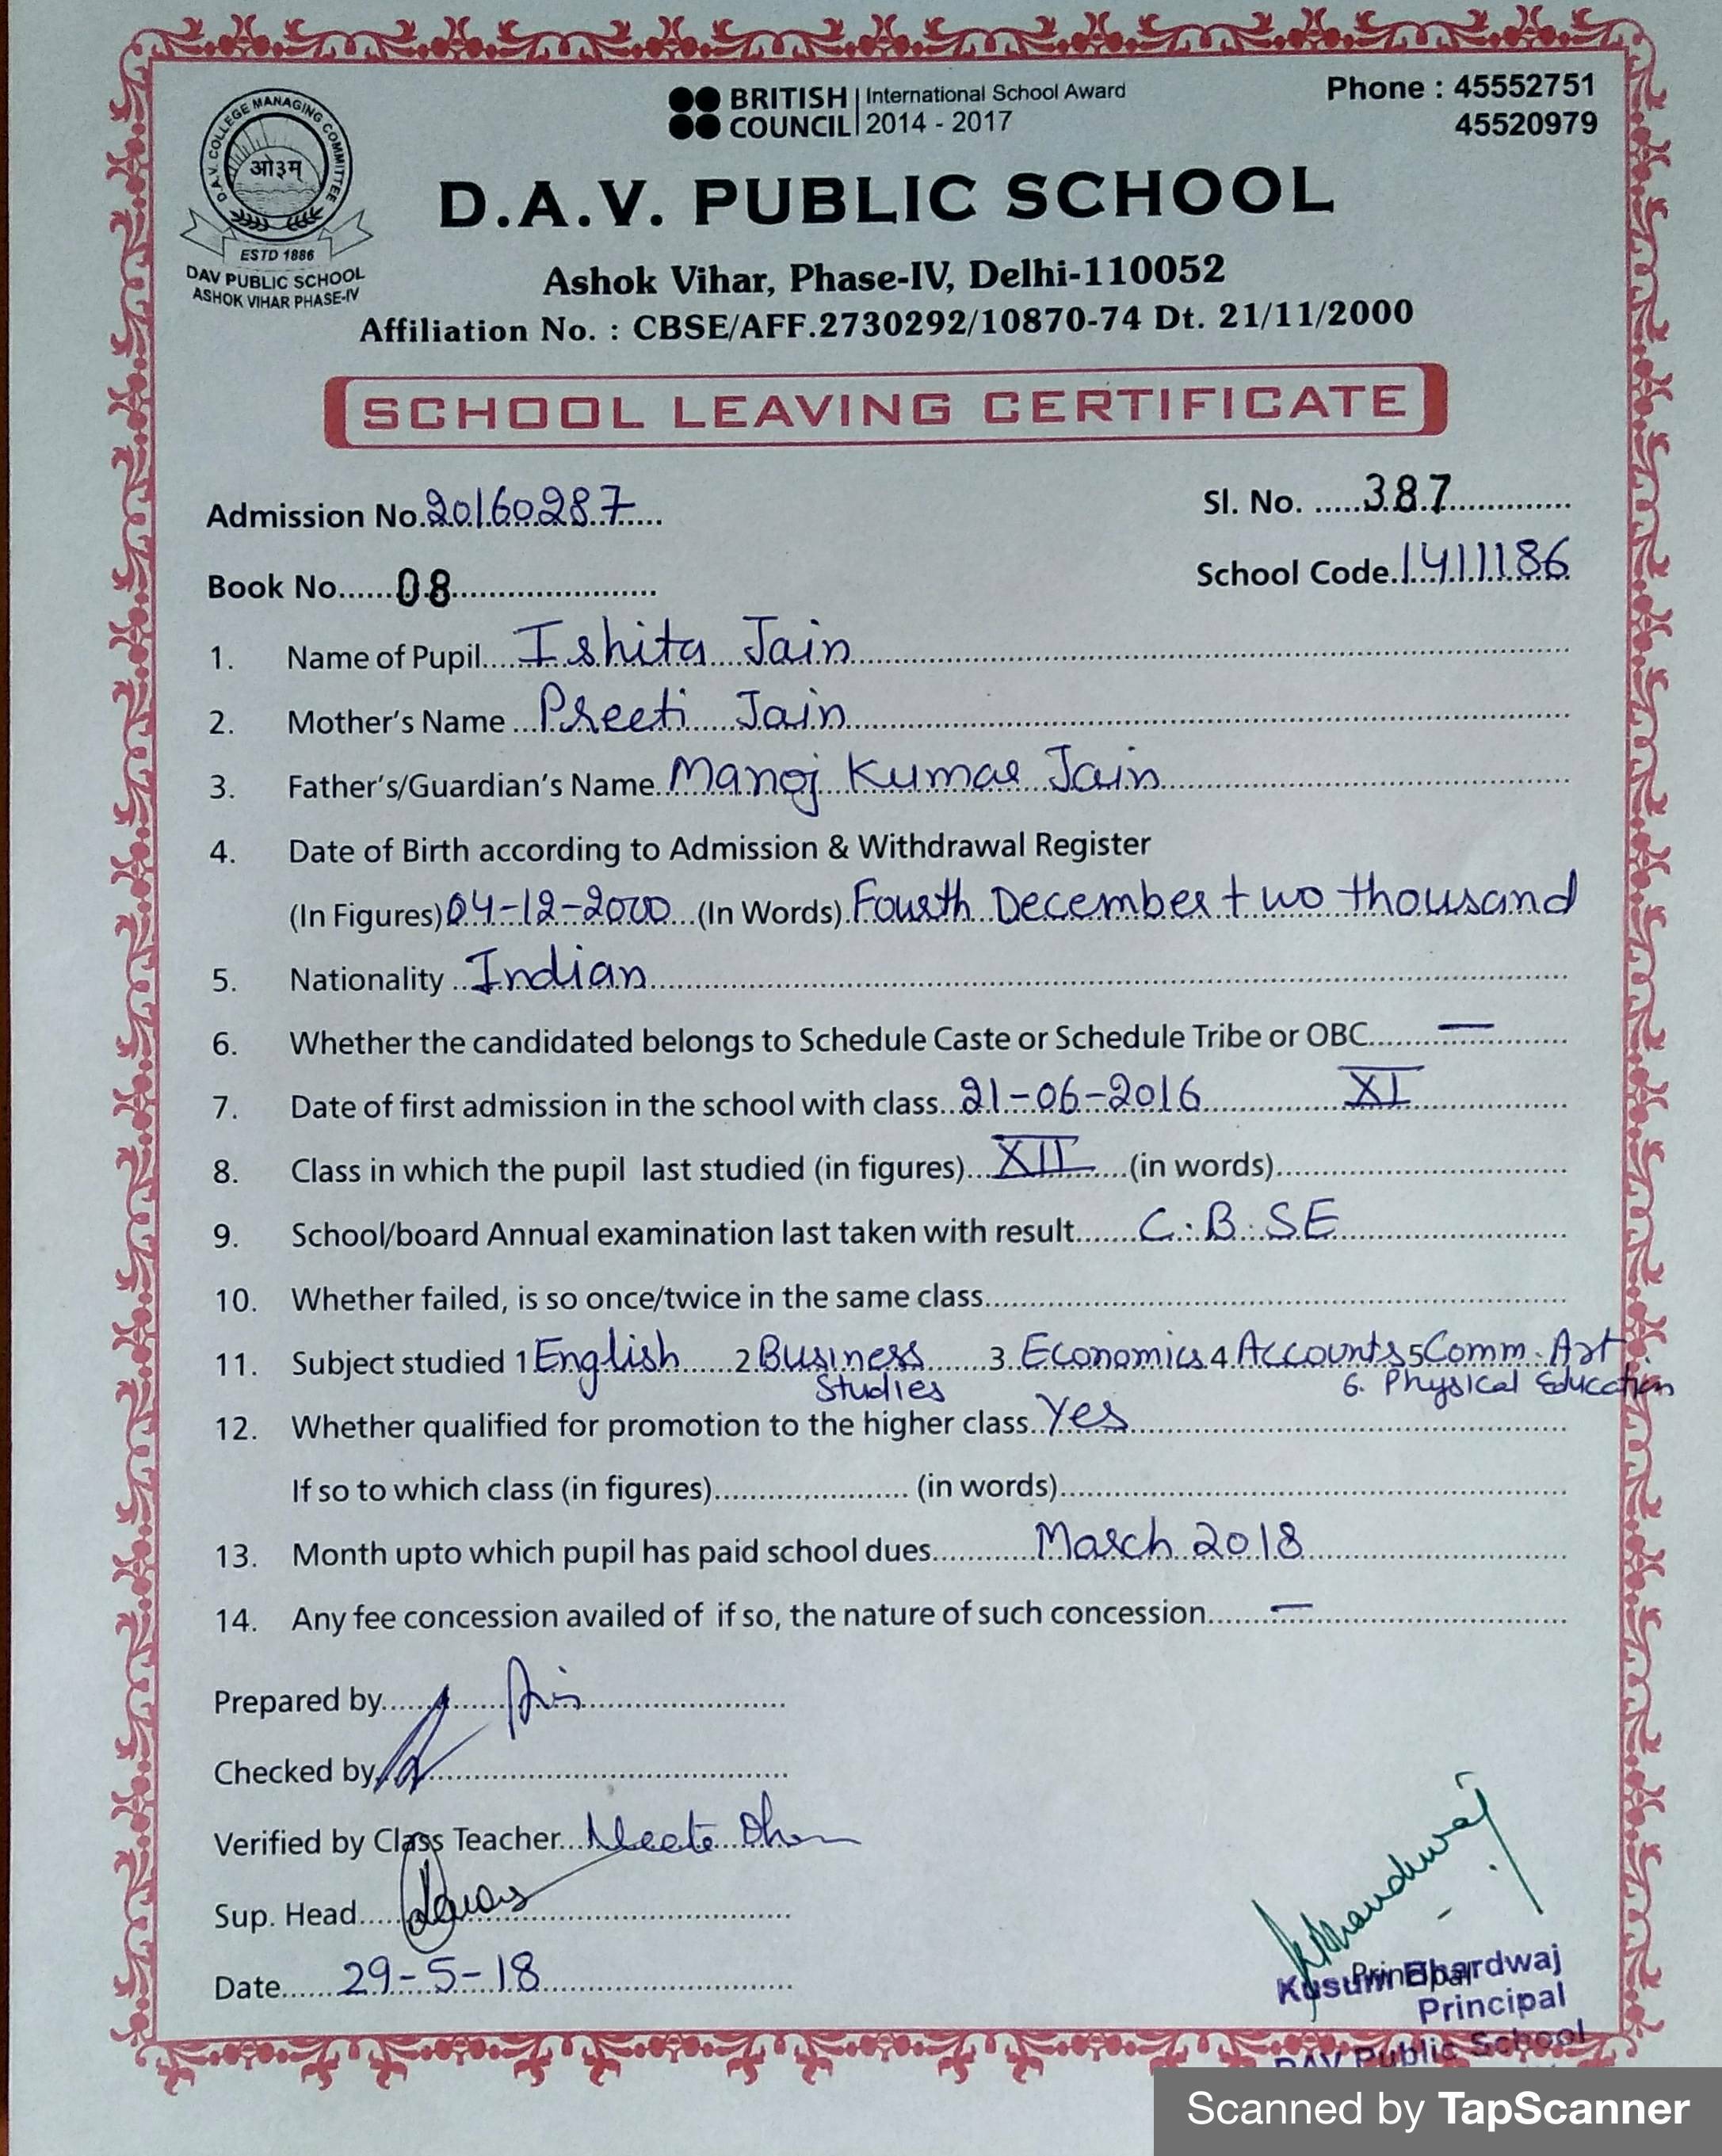 D.A.V. COLLEGE MANAGING COMMITTEE
ओ३म्
ESTD 1886
DAV PUBLIC SCHOOL
ASHOK VIHAR PHASE-IV
BRITISH COUNCIL International School Award 2014 - 2017
Phone : 45552751
45520979
D.A.V. PUBLIC SCHOOL
Ashok Vihar, Phase-IV, Delhi-110052
Affiliation No. : CBSE/AFF.2730292/10870-74 Dt. 21/11/2000
SCHOOL LEAVING CERTIFICATE
Admission No. 20160287 Sl. No. 387
Book No. 08 School Code. 1411186
1. Name of Pupil Ishita Jain
2. Mother's Name Preeti Jain
3. Father's/Guardian's Name Manoj Kumar Jain
4. Date of Birth according to Admission & Withdrawal Register
(In Figures) 04-12-2000 (In Words) Fourth December two thousand
5. Nationality Indian
6. Whether the candidated belongs to Schedule Caste or Schedule Tribe or OBC —
7. Date of first admission in the school with class 21-06-2016 XI
8. Class in which the pupil last studied (in figures) XII (in words)
9. School/board Annual examination last taken with result C.B.SE
10. Whether failed, is so once/twice in the same class
11. Subject studied 1 English 2 Business Studies 3 Economics 4 Accounts 5 Comm. Art
6. Physical Education
12. Whether qualified for promotion to the higher class Yes
If so to which class (in figures) (in words)
13. Month upto which pupil has paid school dues March 2018
14. Any fee concession availed of if so, the nature of such concession —
Prepared by
Checked by
Verified by Class Teacher
Sup. Head
Date 29-5-18
Principal
Kusum Bhardwaj
Principal
DAV Public School
Scanned by TapScanner